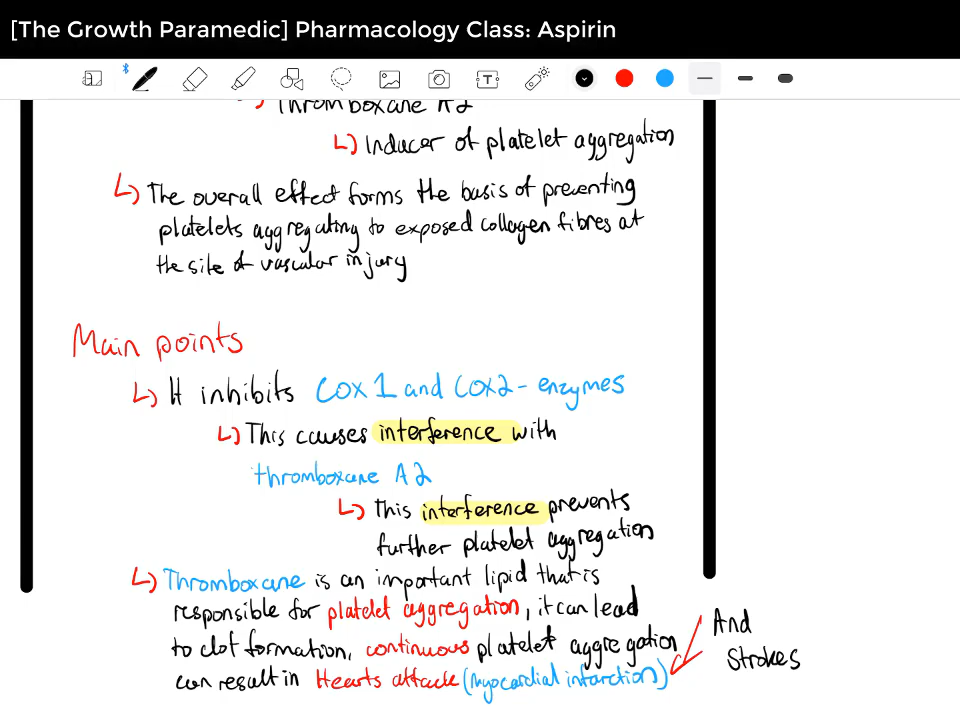 [The Growth Paramedic] Pharmacology Class: Aspirin
Thromboxane A2
Inducer of platelet aggregation
The overall effect forms the basis of preventing
platelets aggregating to exposed collagen fibres at
the site of vascular injury
Main points
It inhibits Cox 1 and Cox2 - enzymes
This causes interference with
thromboxane A2
This interference prevents
further platelet aggregation
Thromboxane is an important lipid that is
responsible for platelet aggregation, it can lead
to clot formation, continuous platelet aggregation
can result in Hearts attack (myocardial infarction)
And
Strokes